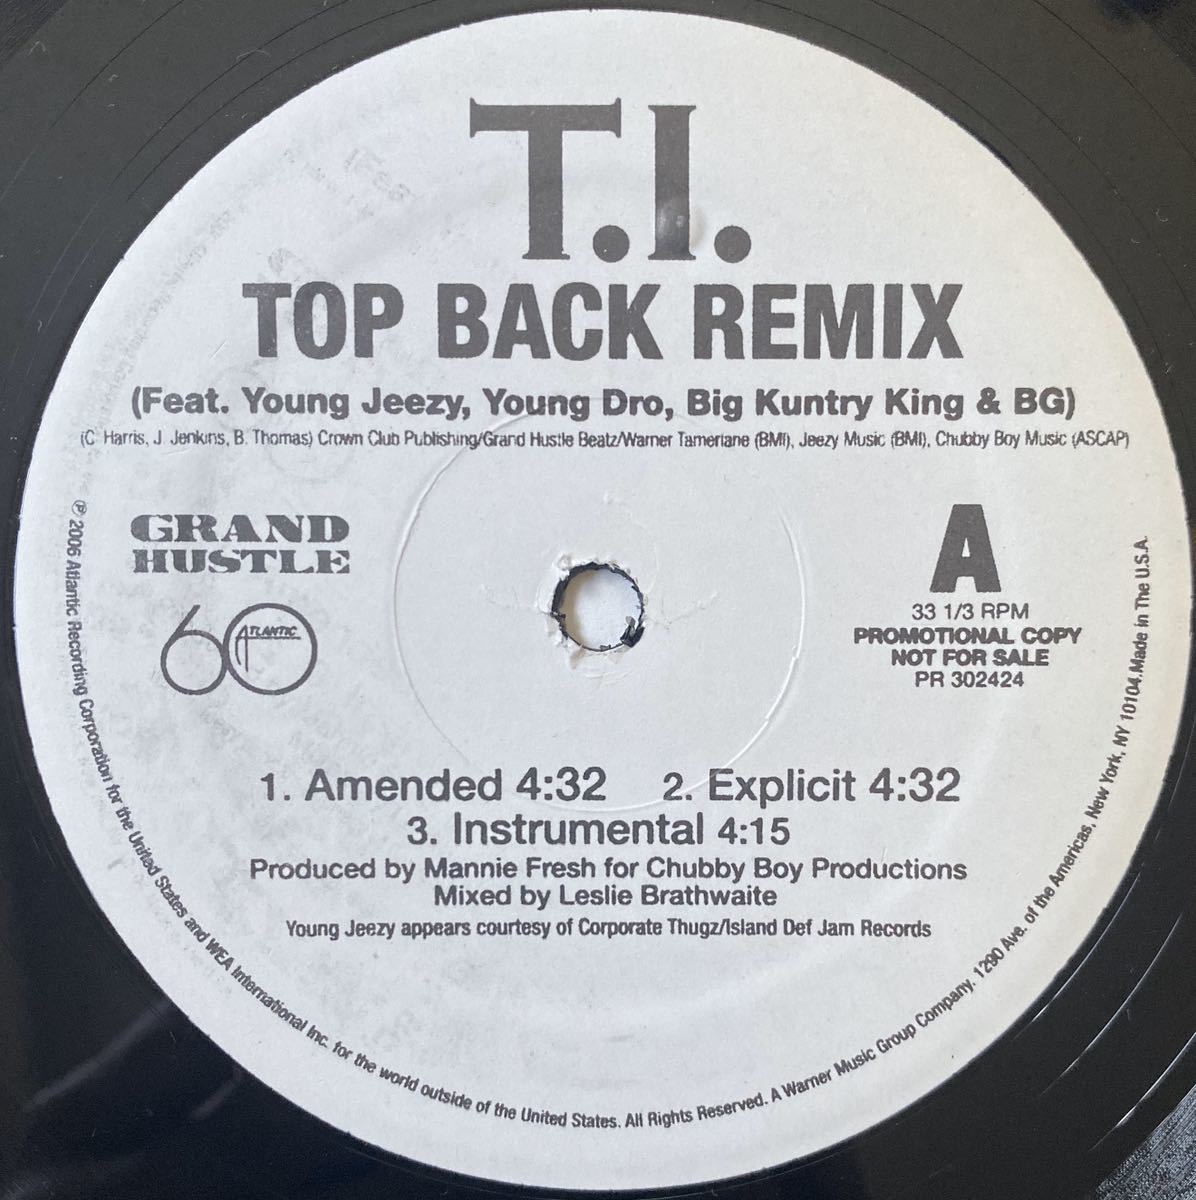 T.I.
TOP BACK REMIX
(Feat. Young Jeezy, Young Dro, Big Kuntry King & BG)
(C. Harris, J. Jenkins, B. Thomas) Crown Club Publishing/Grand Hustle Beatz/Warner Tamerlane (BMI), Jeezy Music (BMI), Chubby Boy Music (ASCAP)
GRAND
HUSTLE
60 ATLANTIC
A
33 1/3 RPM
PROMOTIONAL COPY
NOT FOR SALE
PR 302424
1. Amended 4:32 2. Explicit 4:32
3. Instrumental 4:15
Produced by Mannie Fresh for Chubby Boy Productions
Mixed by Leslie Brathwaite
Young Jeezy appears courtesy of Corporate Thugz/Island Def Jam Records
℗ 2006 Atlantic Recording Corporation for the United States and WEA International Inc. for the world outside of the United States. All Rights Reserved. A Warner Music Group Company. 1290 Ave. of the Americas, New York, NY 10104.Made in The U.S.A.